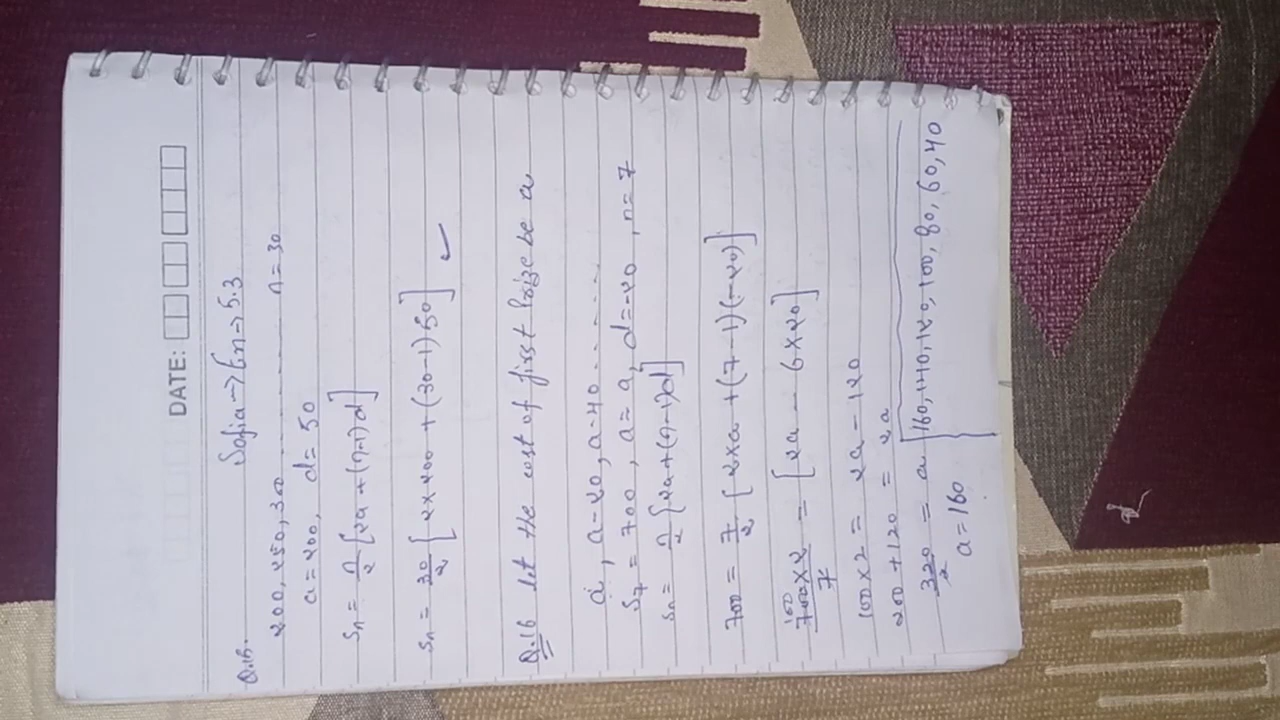 DATE:
Sofia → Ex → 5.3
Q.15.
200, 250, 300 ........ n = 30
a = 200, d = 50
Sn = n/2 [2a + (n-1)d]
Sn = 30/2 [2×200 + (30-1)50]
Q.16 let the cost of first Prize be a
a, a-20, a-40 .......
S7 = 700, a = a, d = -20, n = 7
Sn = n/2 [2a + (n-1)d]
700 = 7/2 [2×a + (7-1)(-20)]
100
700×2/7 = [2a - 6×20]
100×2 = 2a - 120
200 + 120 = 2a
320/2 = a
160, 140, 120, 100, 80, 60, 40
a = 160